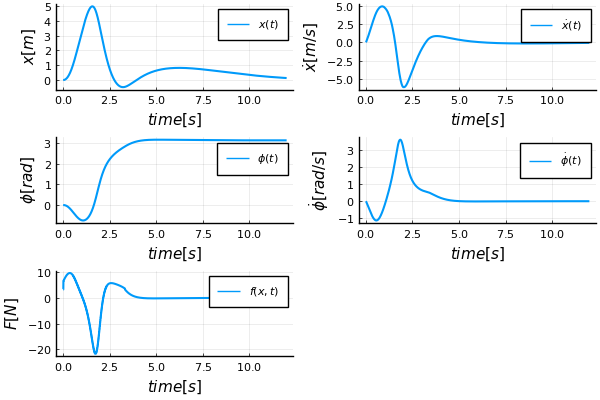 x[m]
5
4
3
2
1
0
x(t)
0.0 2.5 5.0 7.5 10.0
time[s]
ẋ[m/s]
5.0
2.5
0.0
−2.5
−5.0
ẋ(t)
0.0 2.5 5.0 7.5 10.0
time[s]
ϕ[rad]
3
2
1
0
ϕ(t)
0.0 2.5 5.0 7.5 10.0
time[s]
ϕ̇[rad/s]
3
2
1
0
−1
ϕ̇(t)
0.0 2.5 5.0 7.5 10.0
time[s]
F[N]
10
0
−10
−20
f(x, t)
0.0 2.5 5.0 7.5 10.0
time[s]